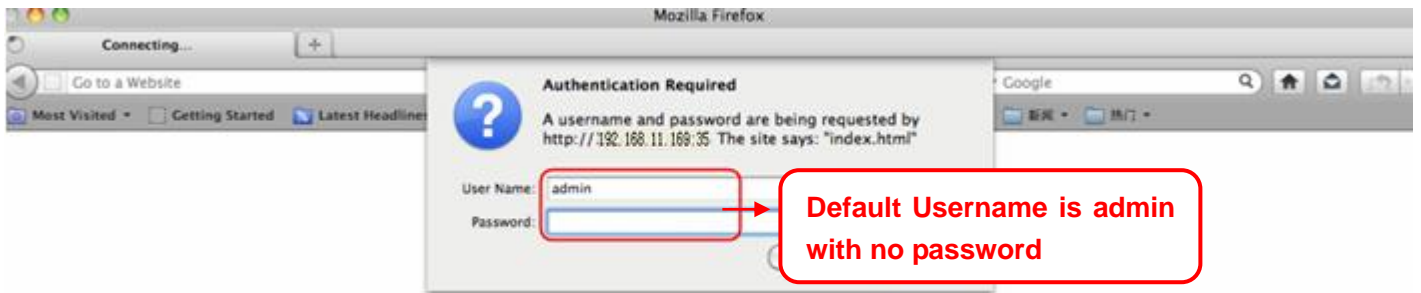 Mozilla Firefox
Connecting...
Go to a Website
Google
Most Visited
Getting Started
Latest Headlines
新闻
热门
Authentication Required
A username and password are being requested by
http://192.168.11.169:35 The site says: "index.html"
User Name: admin
Password:
Default Username is admin
with no password